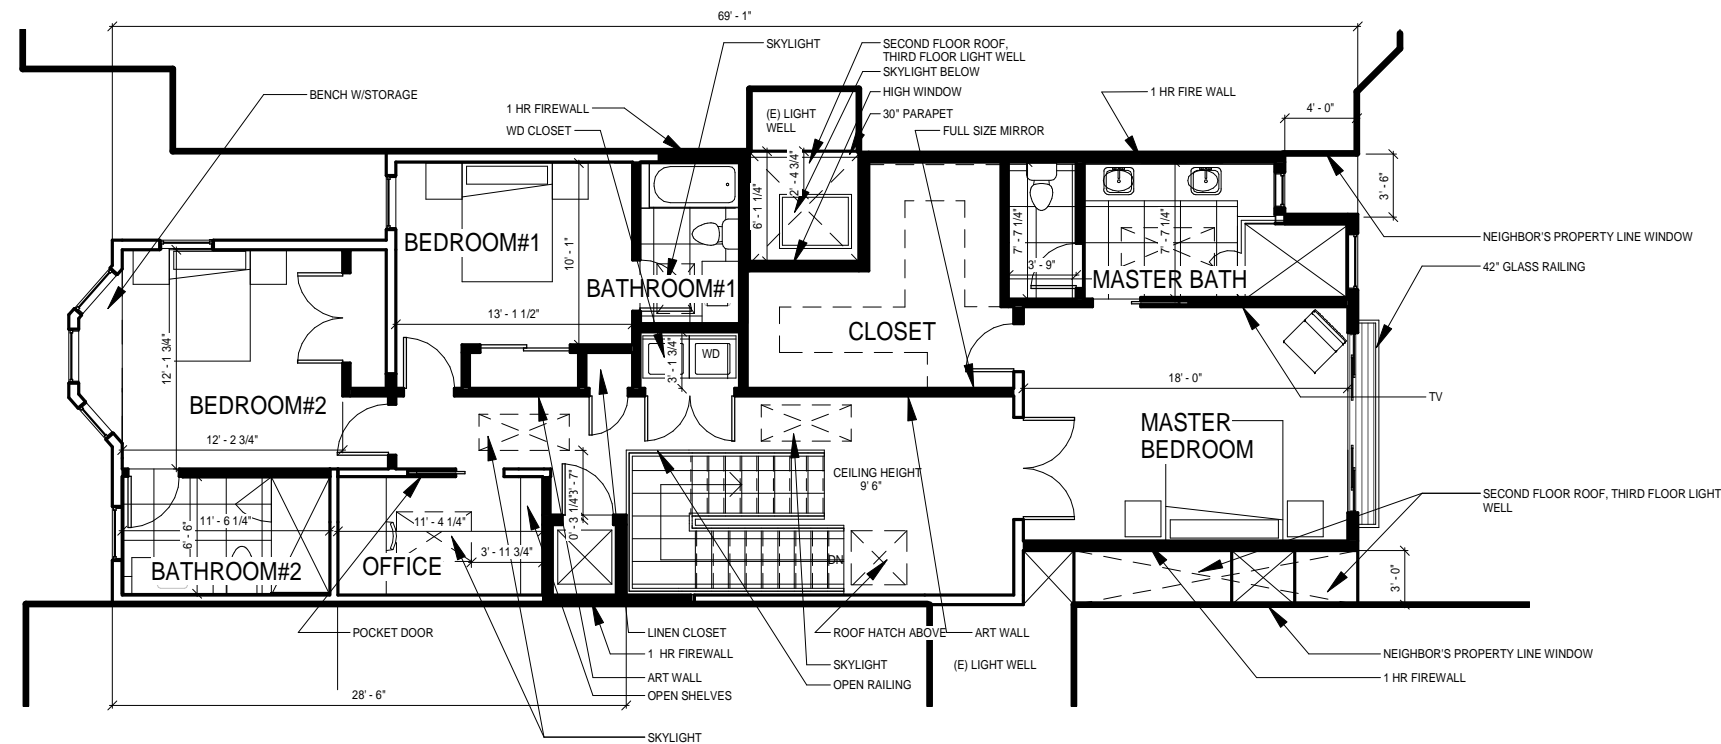 69' - 1"
SKYLIGHT
SECOND FLOOR ROOF,
THIRD FLOOR LIGHT WELL
SKYLIGHT BELOW
HIGH WINDOW
30" PARAPET
FULL SIZE MIRROR
BENCH W/STORAGE
1 HR FIREWALL
WD CLOSET
(E) LIGHT
WELL
1 HR FIRE WALL
4' - 0"
3' - 6"
2' - 4 3/4"
6' - 1 1/4"
BEDROOM#1
10' - 1"
BATHROOM#1
13' - 1 1/2"
7' - 7 1/4"
3' - 9"
7' - 7 1/4"
MASTER BATH
NEIGHBOR'S PROPERTY LINE WINDOW
42" GLASS RAILING
CLOSET
WD
3' - 1 3/4"
12' - 1 3/4"
BEDROOM#2
12' - 2 3/4"
18' - 0"
TV
MASTER
BEDROOM
CEILING HEIGHT
9' 6"
3' - 7"
SECOND FLOOR ROOF, THIRD FLOOR LIGHT
WELL
11' - 6 1/4"
6' - 6"
11' - 4 1/4"
3' - 11 3/4"
BATHROOM#2
OFFICE
DN
3' - 0"
POCKET DOOR
LINEN CLOSET
1 HR FIREWALL
ART WALL
OPEN SHELVES
SKYLIGHT
ROOF HATCH ABOVE
ART WALL
SKYLIGHT
OPEN RAILING
(E) LIGHT WELL
NEIGHBOR'S PROPERTY LINE WINDOW
1 HR FIREWALL
28' - 6"